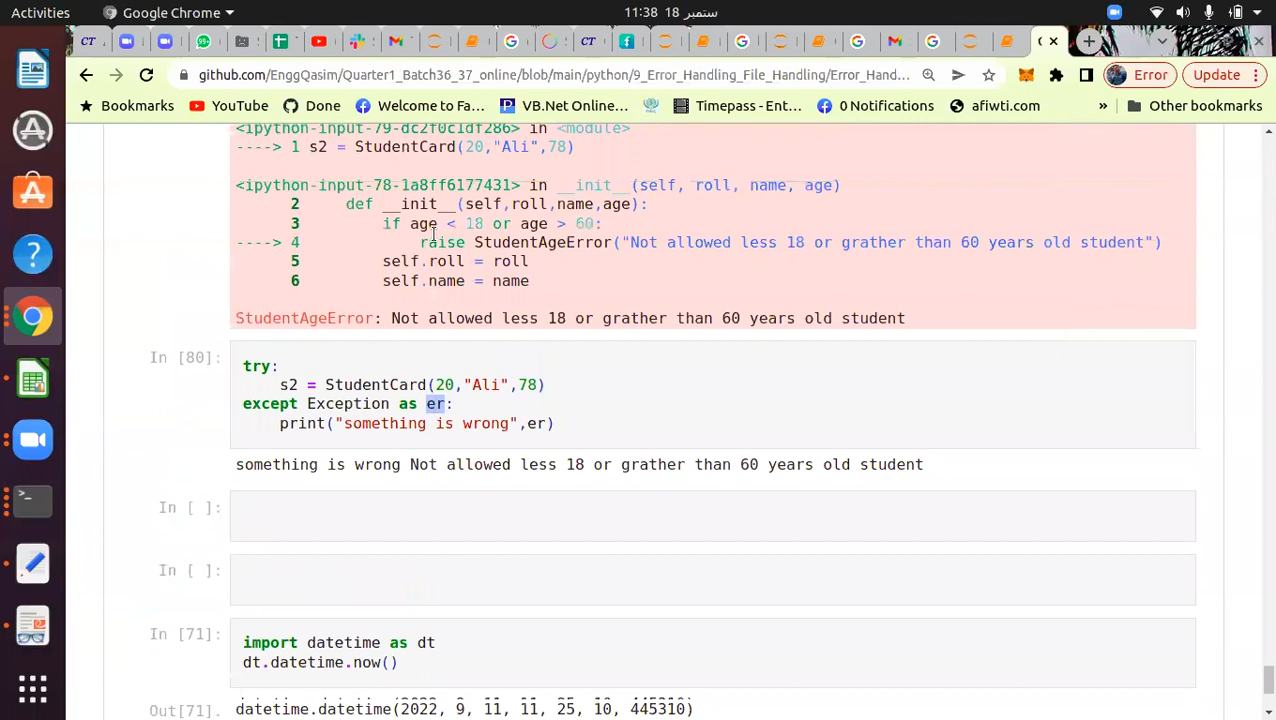 Activities Google Chrome 11:38 18 ستمبر
github.com/EnggQasim/Quarter1_Batch36_37_online/blob/main/python/9_Error_Handling_File_Handling/Error_Hand... Error Update
Bookmarks YouTube Done Welcome to Fa... VB.Net Online... Timepass - Ent... 0 Notifications afiwti.com » Other bookmarks
<ipython-input-79-dc2f0c1df286> in <module>
----> 1 s2 = StudentCard(20,"Ali",78)
<ipython-input-78-1a8ff6177431> in __init__(self, roll, name, age)
2 def __init__(self,roll,name,age):
3 if age < 18 or age > 60:
----> 4 raise StudentAgeError("Not allowed less 18 or grather than 60 years old student")
5 self.roll = roll
6 self.name = name
StudentAgeError: Not allowed less 18 or grather than 60 years old student
In [80]:
try:
s2 = StudentCard(20,"Ali",78)
except Exception as er:
print("something is wrong",er)
something is wrong Not allowed less 18 or grather than 60 years old student
In [ ]:
In [ ]:
In [71]:
import datetime as dt
dt.datetime.now()
Out[71]: datetime.datetime(2022, 9, 11, 11, 25, 10, 445310)